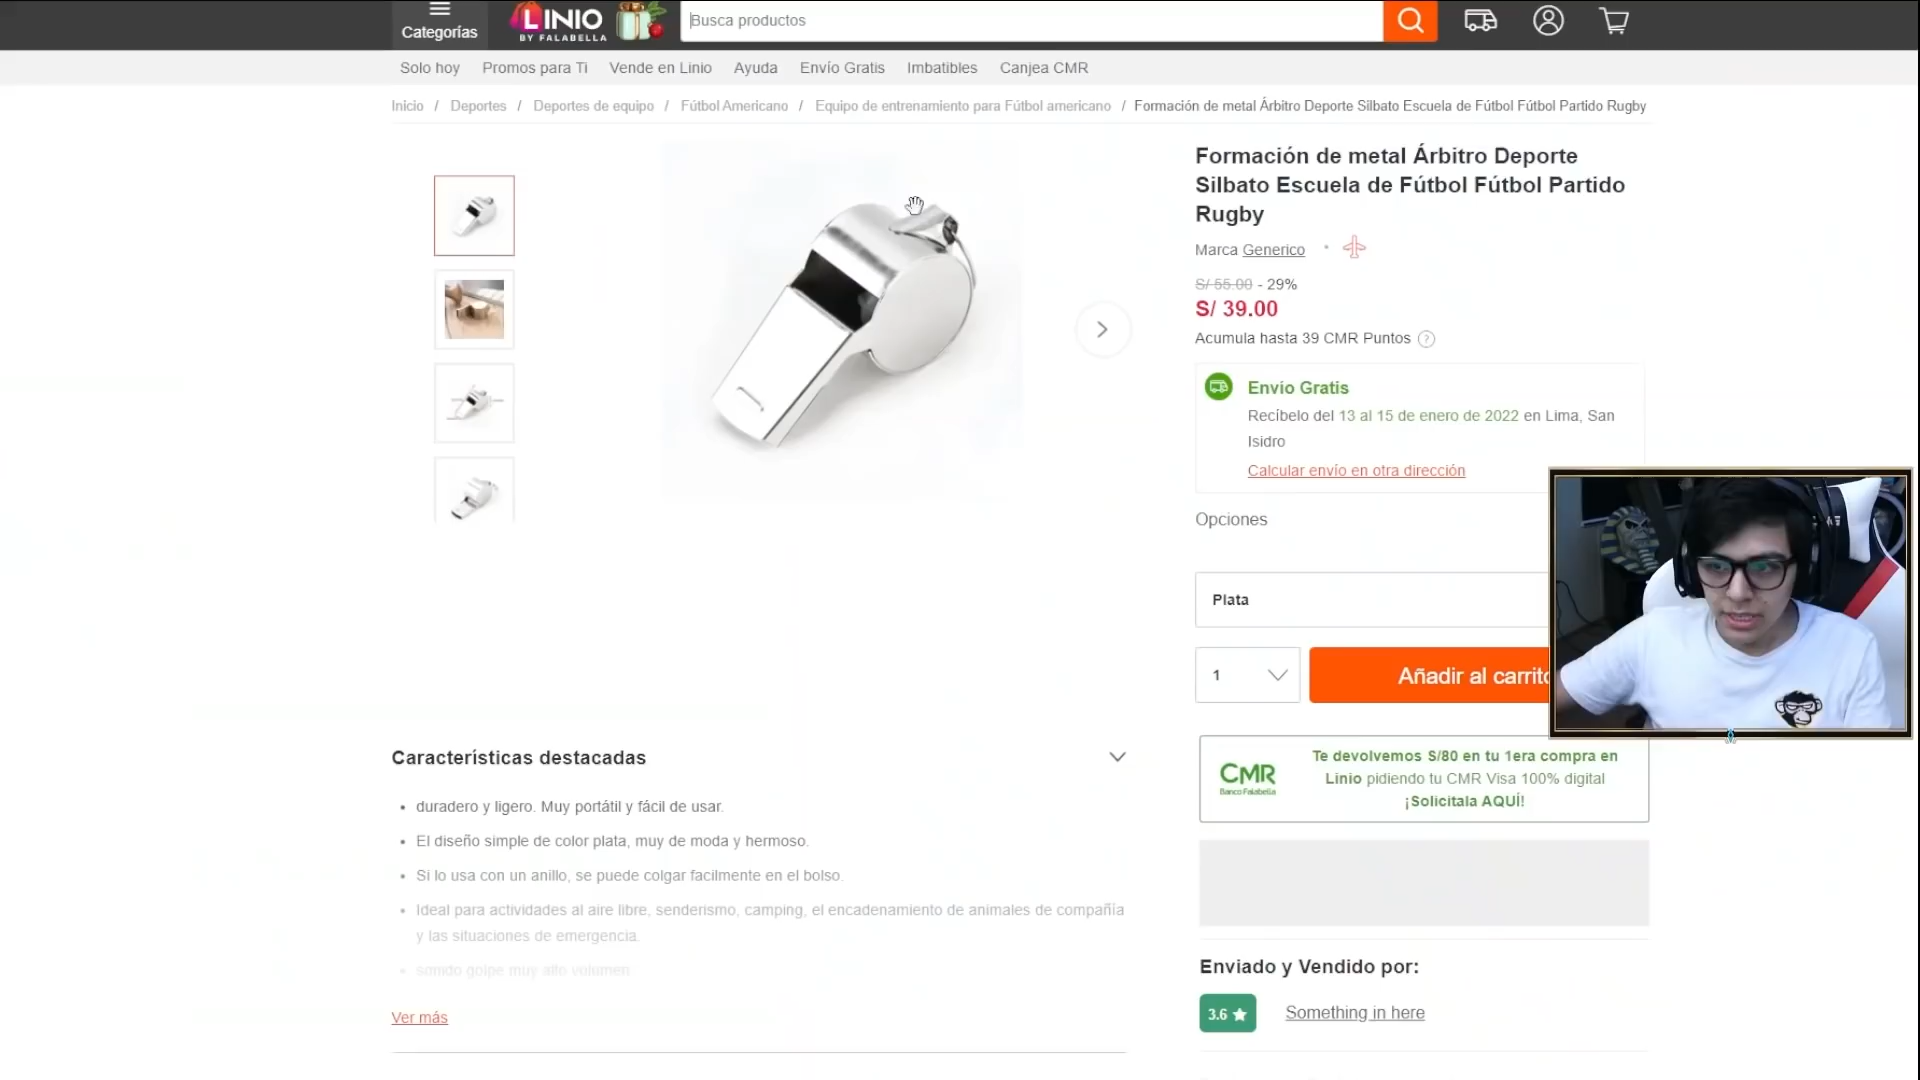 Categorías
LINIO
BY FALABELLA
Busca productos
Solo hoy
Promos para Ti
Vende en Linio
Ayuda
Envío Gratis
Imbatibles
Canjea CMR
Inicio / Deportes / Deportes de equipo / Fútbol Americano / Equipo de entrenamiento para Fútbol americano / Formación de metal Árbitro Deporte Silbato Escuela de Fútbol Fútbol Partido Rugby
Formación de metal Árbitro Deporte
Silbato Escuela de Fútbol Fútbol Partido
Rugby
Marca Generico
S/ 55.00 - 29%
S/ 39.00
Acumula hasta 39 CMR Puntos ?
Envio Gratis
Recíbelo del 13 al 15 de enero de 2022 en Lima, San
Isidro
Calcular envío en otra dirección
Opciones
Plata
1
Añadir al carrito
CMR
Banco Falabella
Te devolvemos S/80 en tu 1era compra en
Linio pidiendo tu CMR Visa 100% digital
¡Solicitala AQUÍ!
Enviado y Vendido por:
3.6
Something in here
Características destacadas
• duradero y ligero. Muy portátil y fácil de usar.
• El diseño simple de color plata, muy de moda y hermoso.
• Si lo usa con un anillo, se puede colgar facilmente en el bolso.
• Ideal para actividades al aire libre, senderismo, camping, el encadenamiento de animales de compañía
y las situaciones de emergencia.
• sonido golpe muy alto volumen
Ver más